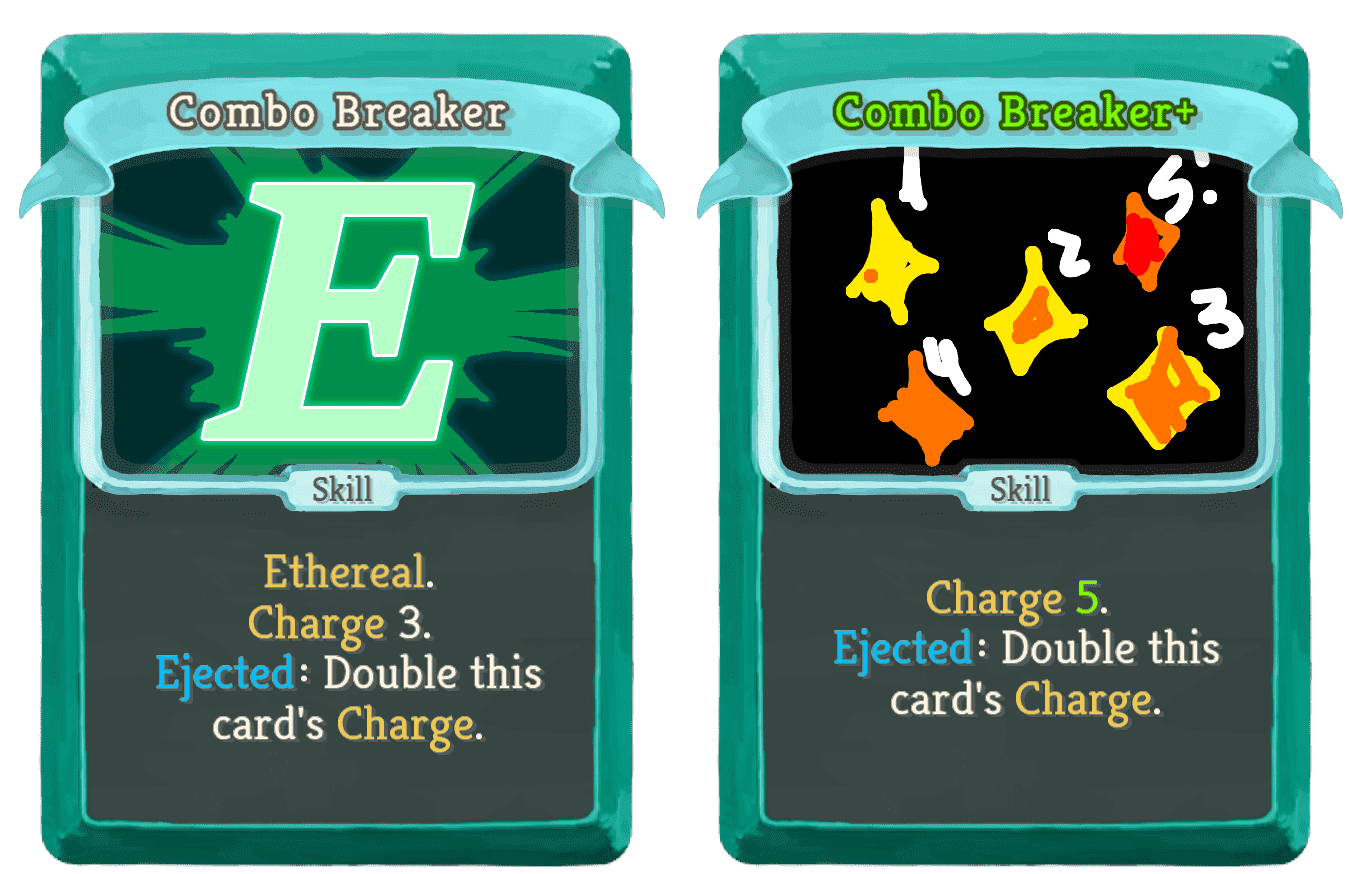 Combo Breaker
E
Skill
Ethereal.
Charge 3.
Ejected: Double this
card's Charge.
Combo Breaker+
1
5!
2
3
4
Skill
Charge 5.
Ejected: Double this
card's Charge.